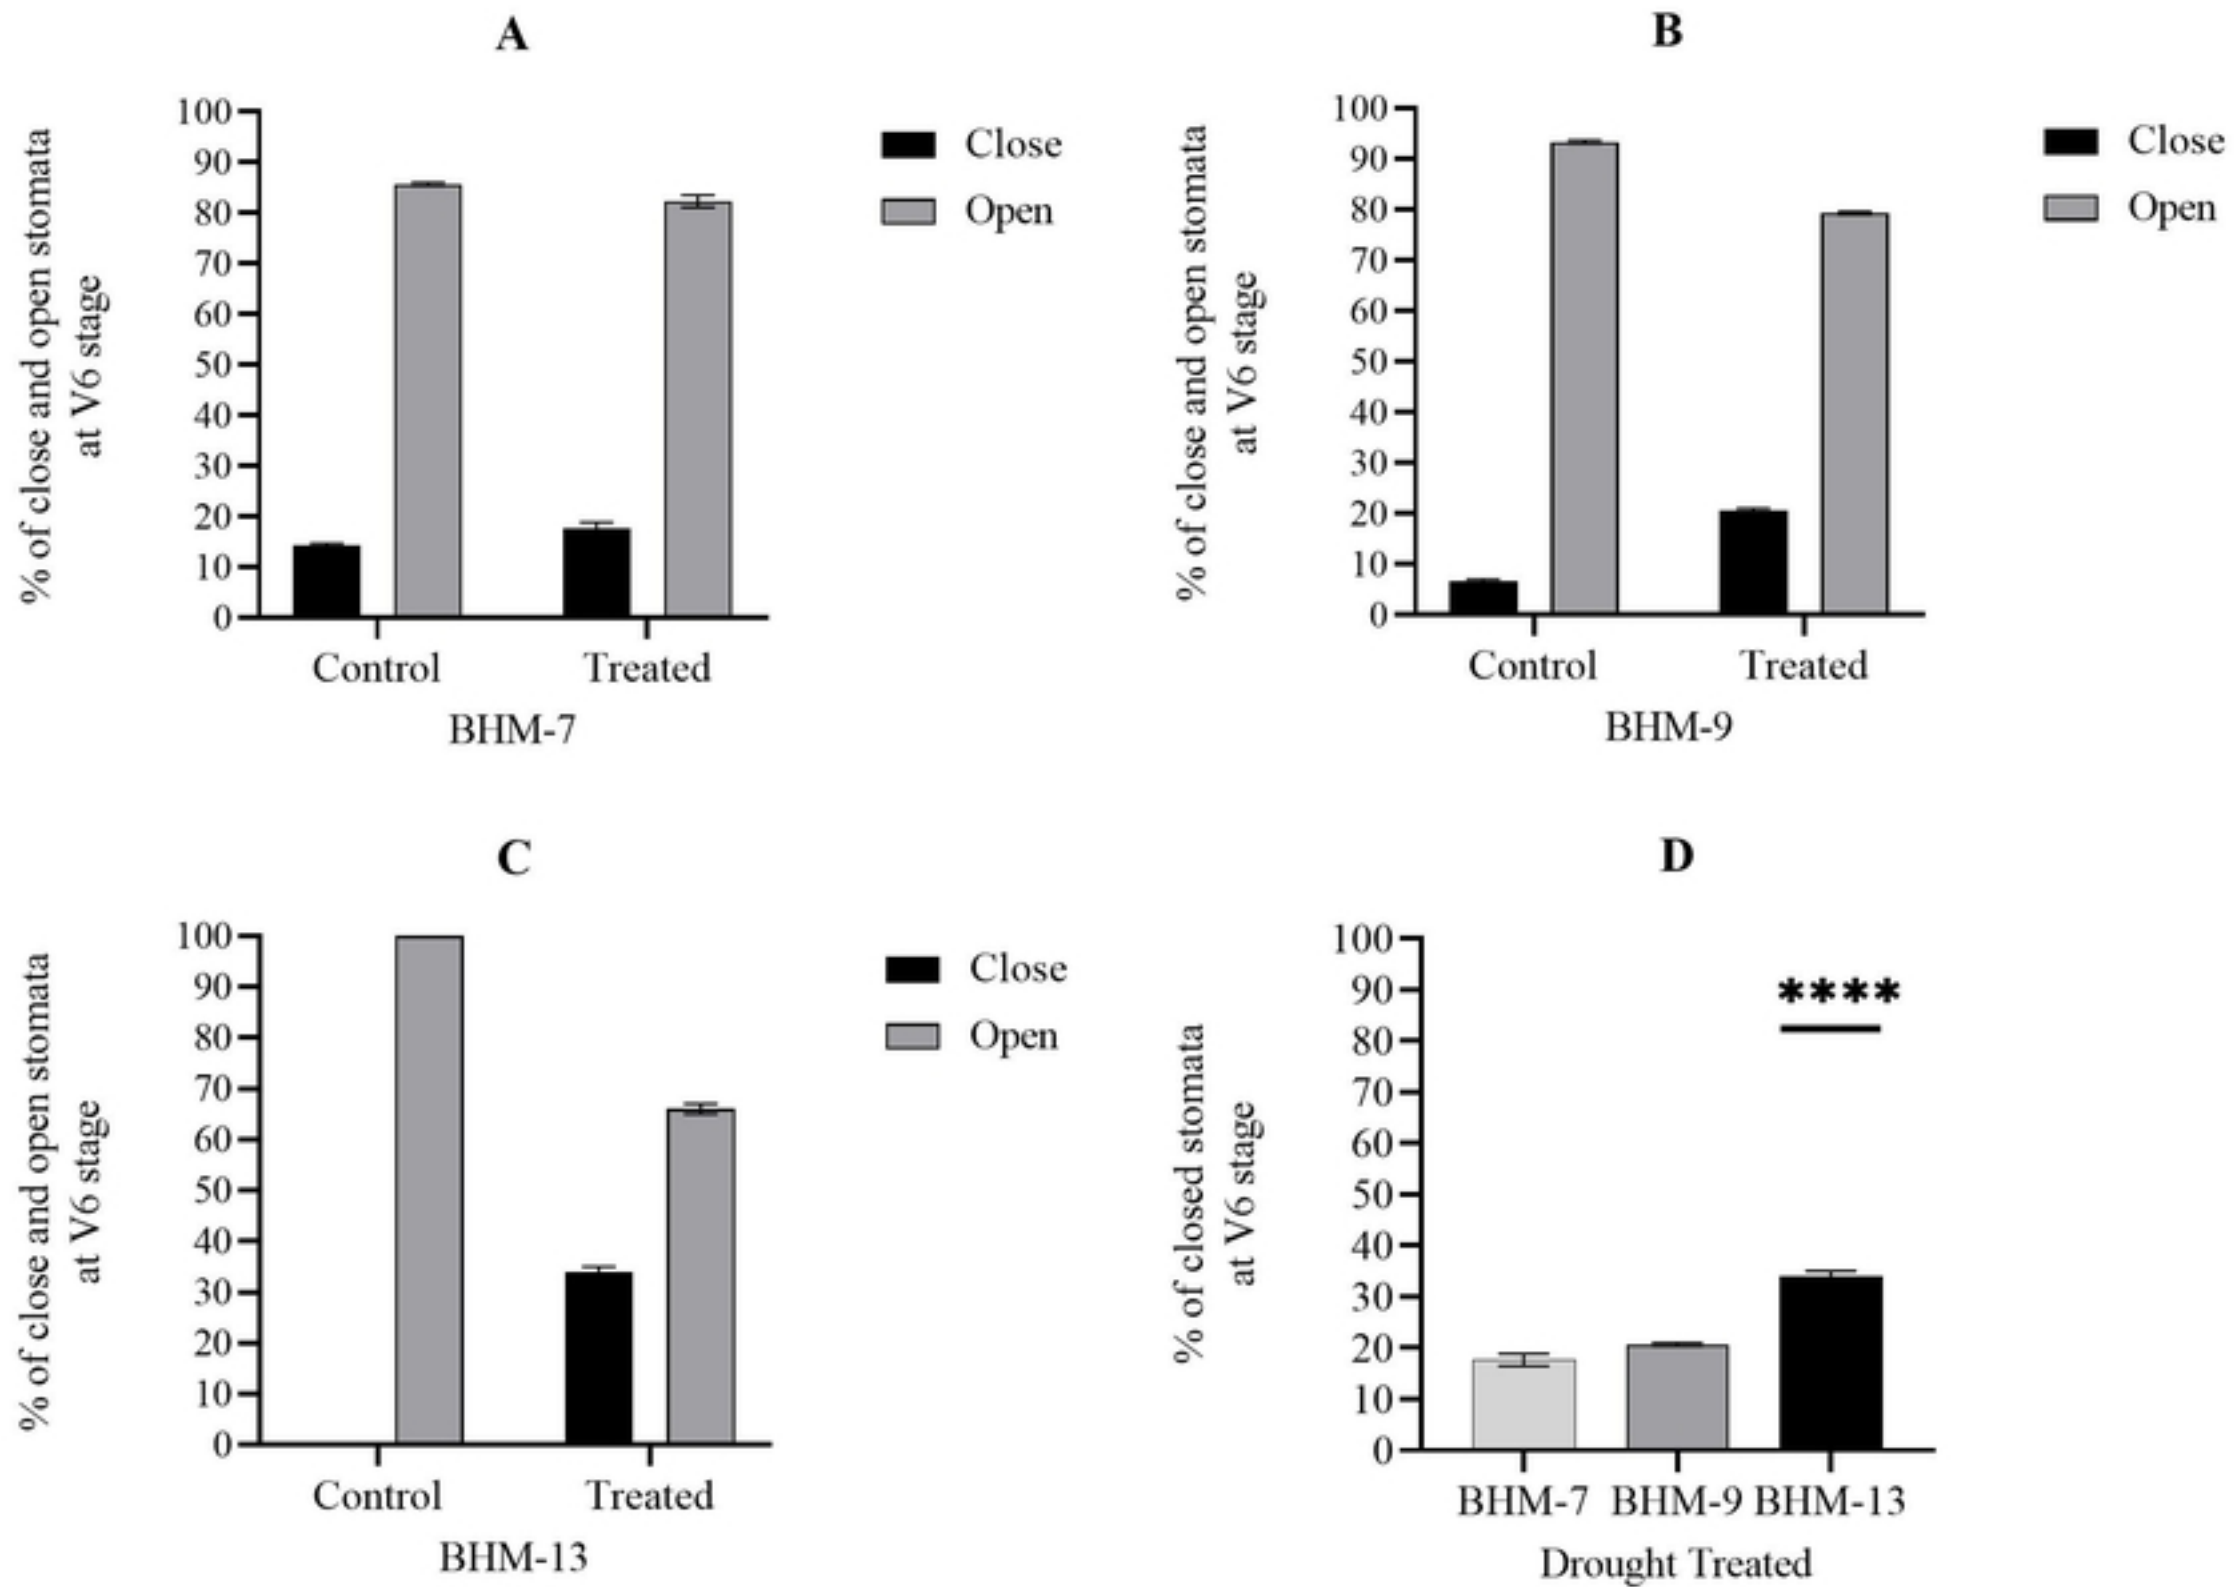 A
% of close and open stomata
at V6 stage
100
90
80
70
60
50
40
30
20
10
0
Control
Treated
BHM-7
Close
Open
B
% of close and open stomata
at V6 stage
100
90
80
70
60
50
40
30
20
10
0
Control
Treated
BHM-9
Close
Open
C
% of close and open stomata
at V6 stage
100
90
80
70
60
50
40
30
20
10
0
Control
Treated
BHM-13
Close
Open
D
% of closed stomata
at V6 stage
100
90
80
70
60
50
40
30
20
10
0
****
BHM-7 BHM-9 BHM-13
Drought Treated